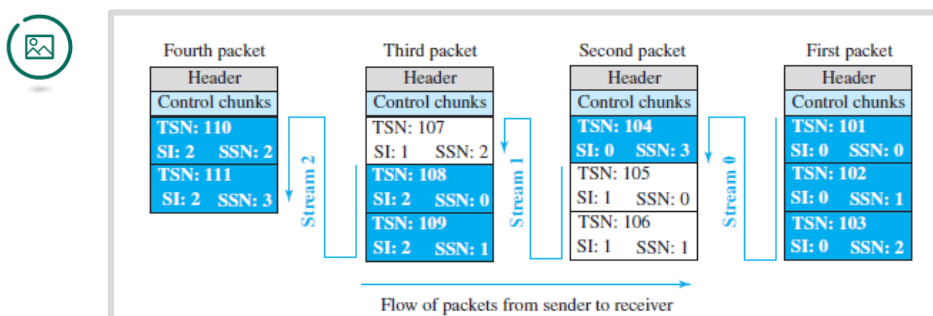 Fourth packet
Header
Control chunks
TSN: 110
SI: 2 SSN: 2
TSN: 111
SI: 2 SSN: 3
Stream 2
Third packet
Header
Control chunks
TSN: 107
SI: 1 SSN: 2
TSN: 108
SI: 2 SSN: 0
TSN: 109
SI: 2 SSN: 1
Stream 1
Second packet
Header
Control chunks
TSN: 104
SI: 0 SSN: 3
TSN: 105
SI: 1 SSN: 0
TSN: 106
SI: 1 SSN: 1
Stream 0
First packet
Header
Control chunks
TSN: 101
SI: 0 SSN: 0
TSN: 102
SI: 0 SSN: 1
TSN: 103
SI: 0 SSN: 2
Flow of packets from sender to receiver